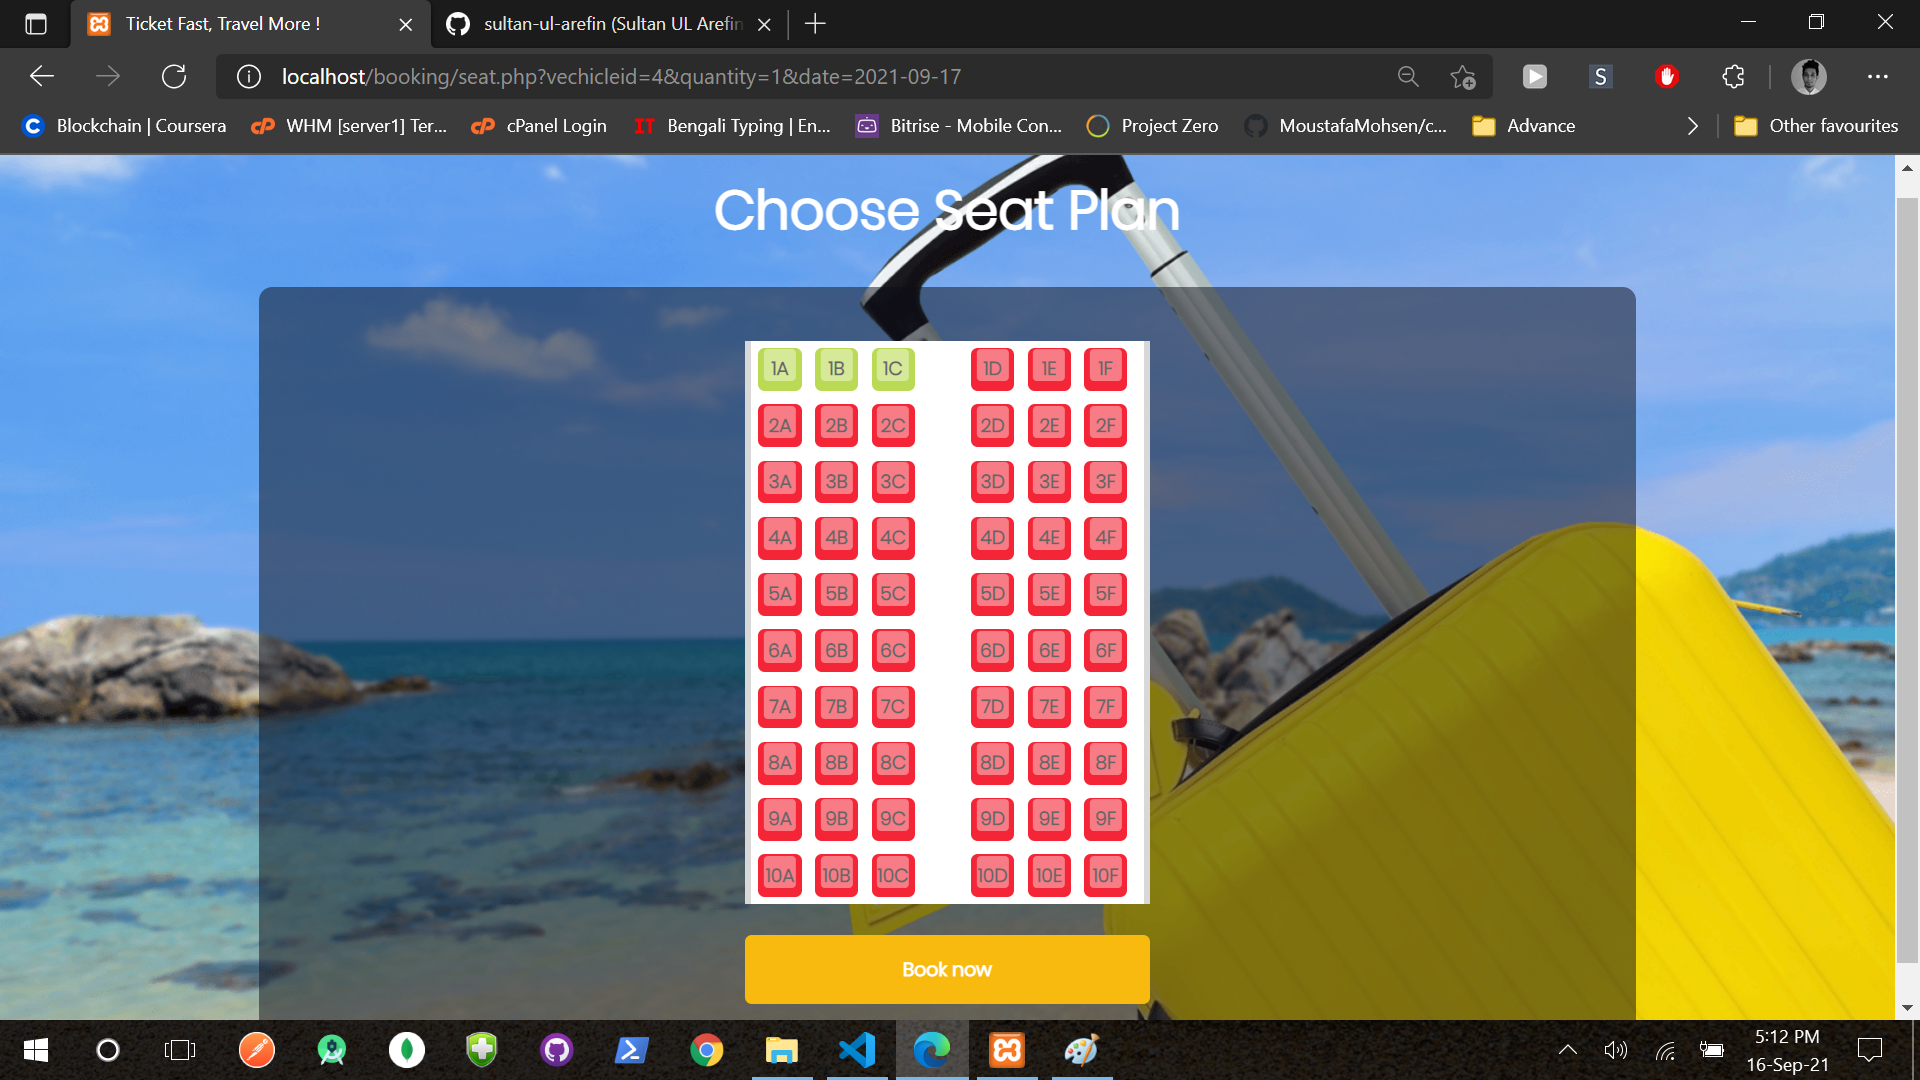 Ticket Fast, Travel More !
sultan-ul-arefin (Sultan UL Arefin
localhost/booking/seat.php?vechicleid=4&quantity=1&date=2021-09-17
Blockchain | Coursera
WHM [server1] Ter...
cPanel Login
IT Bengali Typing | En...
Bitrise - Mobile Con...
Project Zero
MoustafaMohsen/c...
Advance
Other favourites
Choose Seat Plan
1A 1B 1C 1D 1E 1F
2A 2B 2C 2D 2E 2F
3A 3B 3C 3D 3E 3F
4A 4B 4C 4D 4E 4F
5A 5B 5C 5D 5E 5F
6A 6B 6C 6D 6E 6F
7A 7B 7C 7D 7E 7F
8A 8B 8C 8D 8E 8F
9A 9B 9C 9D 9E 9F
10A 10B 10C 10D 10E 10F
Book now
5:12 PM
16-Sep-21